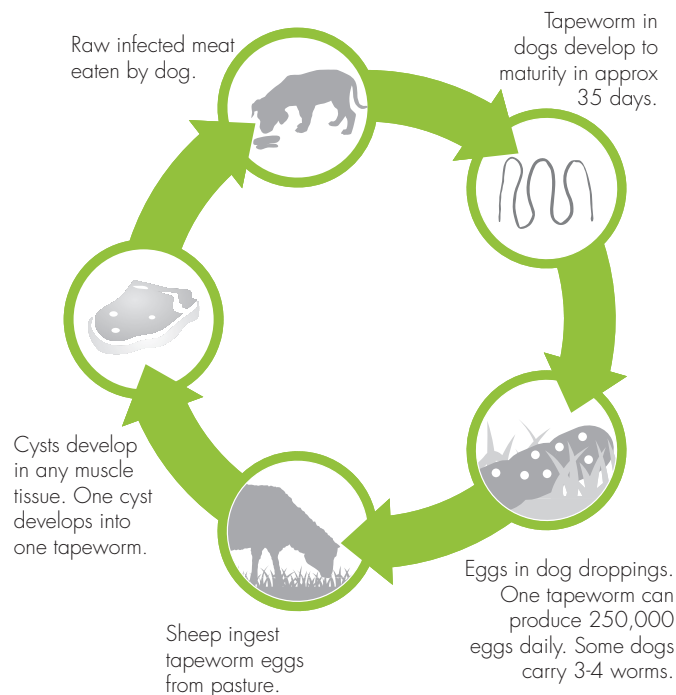 Raw infected meat
eaten by dog.
Tapeworm in
dogs develop to
maturity in approx
35 days.
Eggs in dog droppings.
One tapeworm can
produce 250,000
eggs daily. Some dogs
carry 3-4 worms.
Sheep ingest
tapeworm eggs
from pasture.
Cysts develop
in any muscle
tissue. One cyst
develops into
one tapeworm.